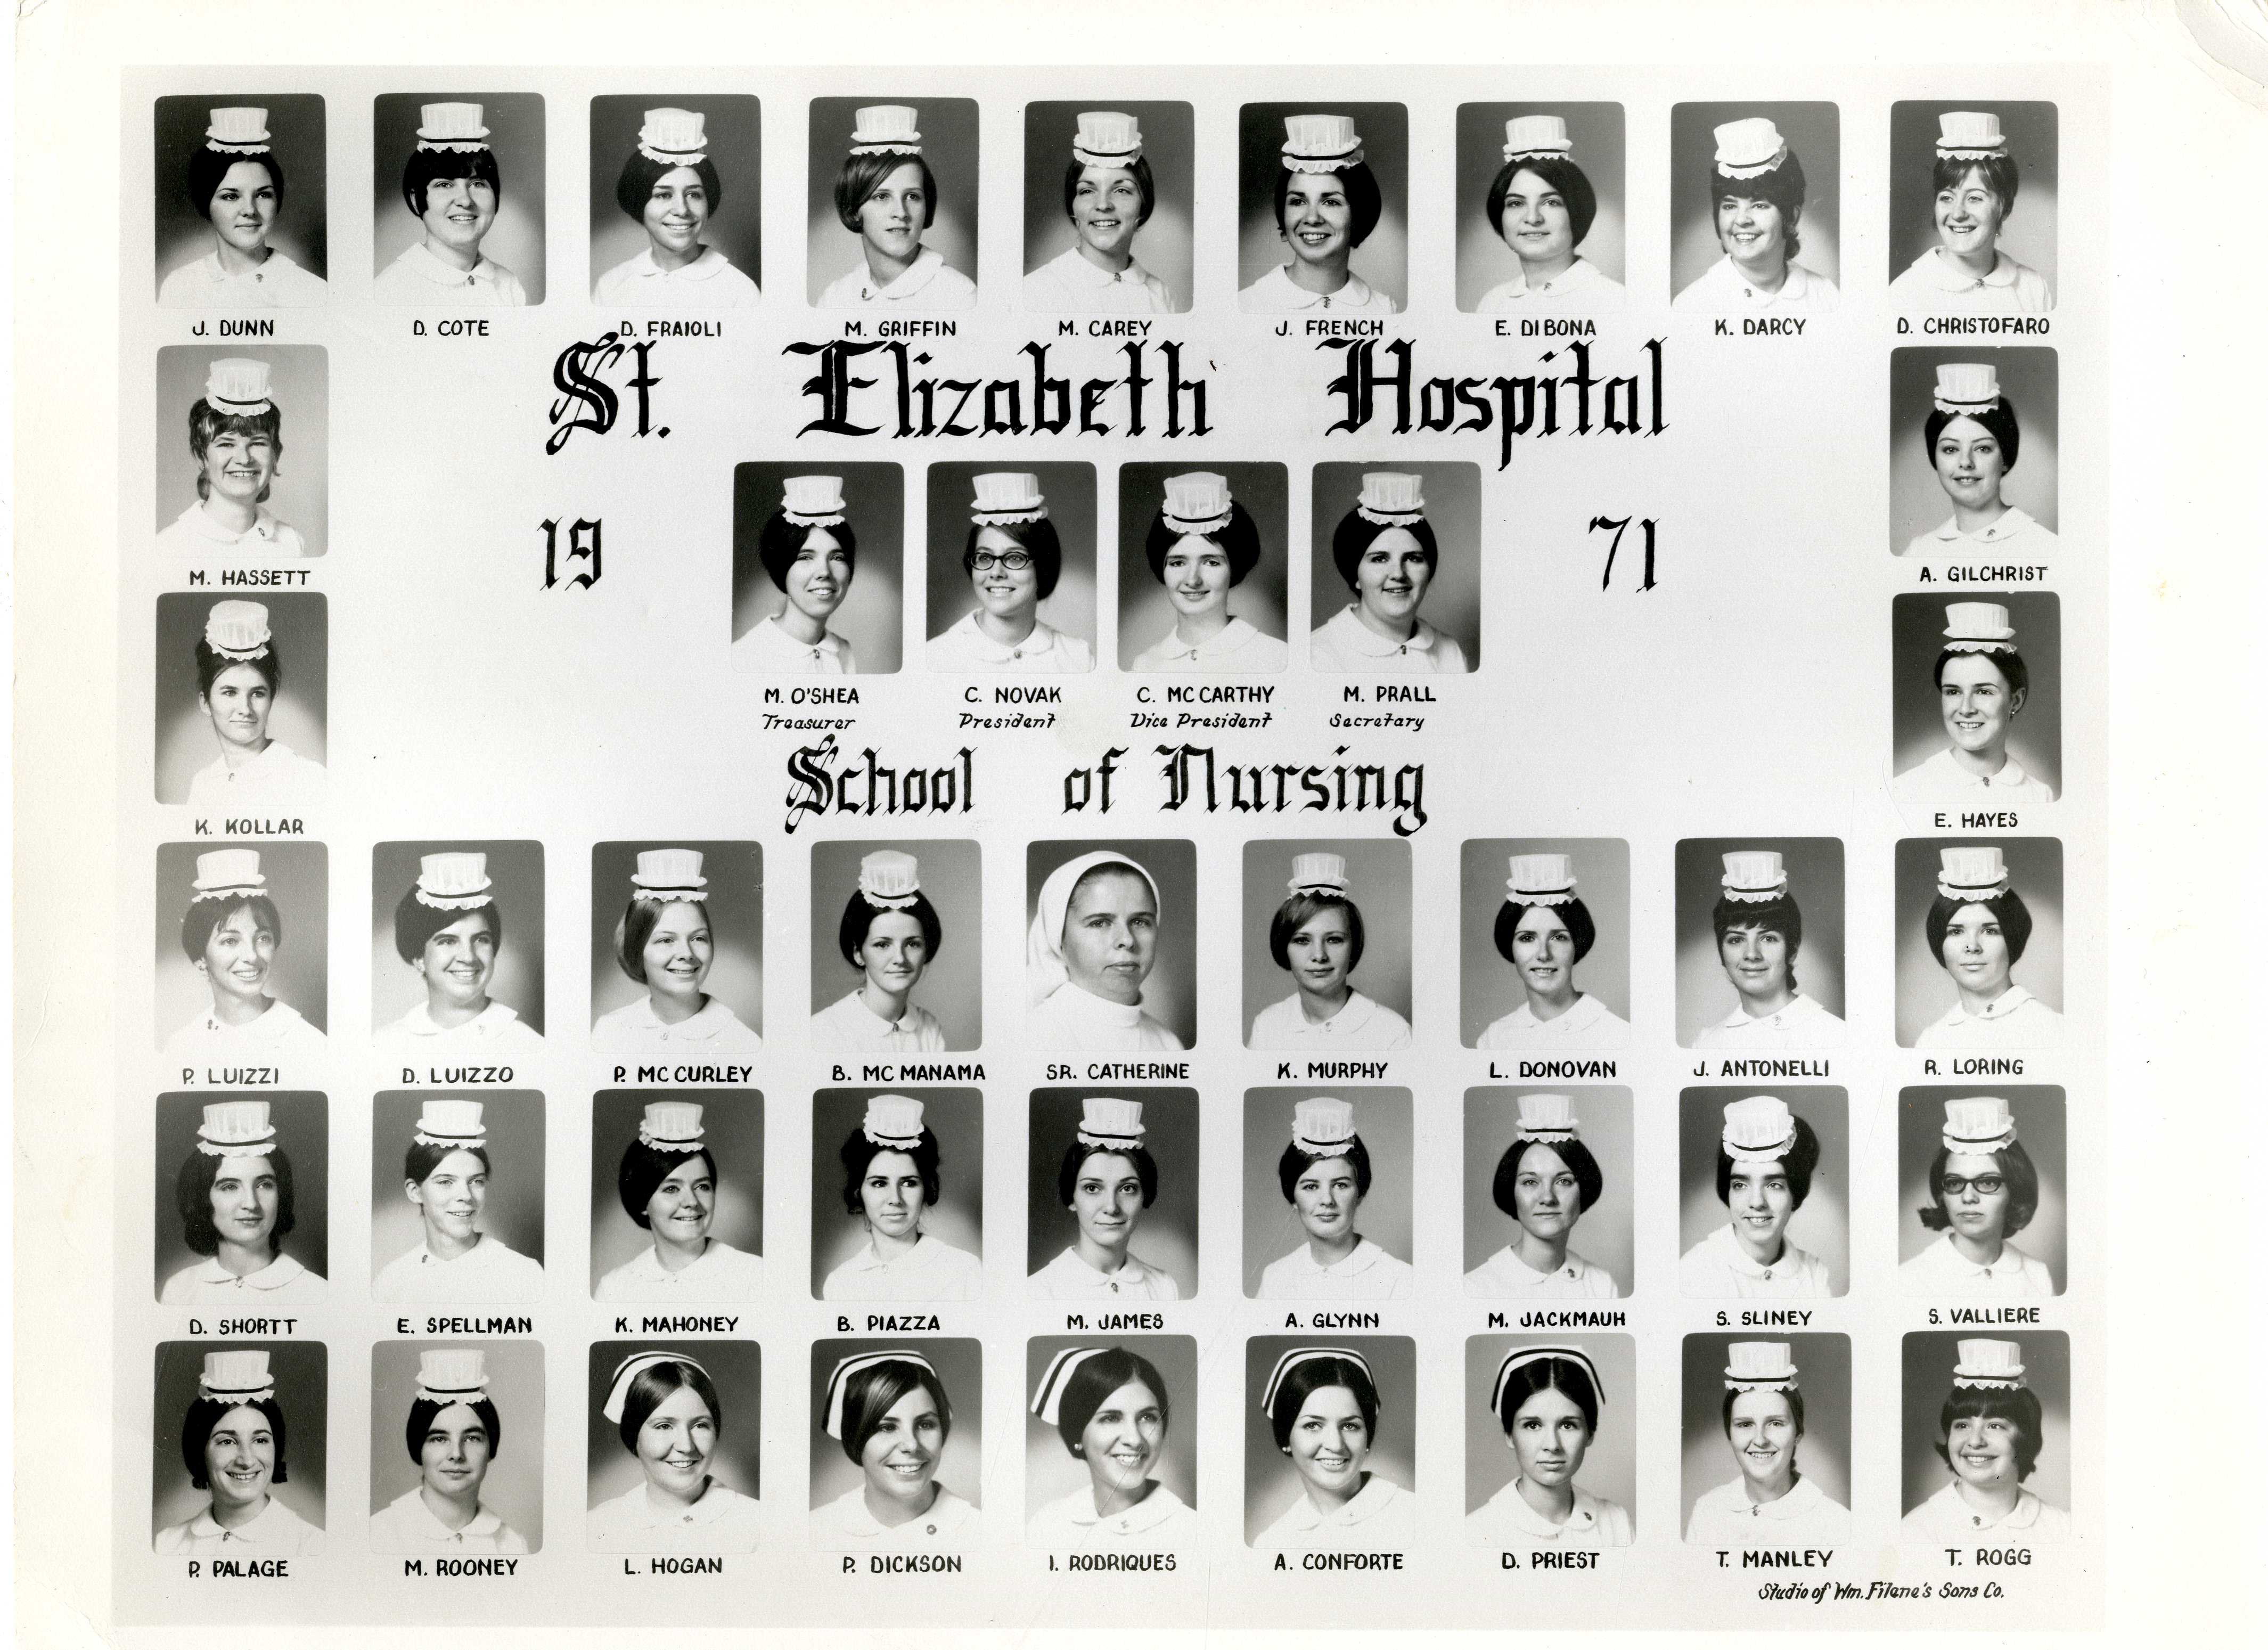 J. DUNN D. COTE D. FRAIOLI M. GRIFFIN M. CAREY J. FRENCH E. DI BONA K. DARCY D. CHRISTOFARO
St. Elizabeth Hospital
19 71
M. HASSETT A. GILCHRIST
M. O'SHEA C. NOVAK C. MC CARTHY M. PRALL
Treasurer President Vice President Secretary
School of Nursing
K. KOLLAR E. HAYES
P. LUIZZI D. LUIZZO P. MC CURLEY B. MC MANAMA SR. CATHERINE K. MURPHY L. DONOVAN J. ANTONELLI R. LORING
D. SHORTT E. SPELLMAN K. MAHONEY B. PIAZZA M. JAMES A. GLYNN M. JACKMAUH S. SLINEY S. VALLIERE
P. PALAGE M. ROONEY L. HOGAN P. DICKSON I. RODRIQUES A. CONFORTE D. PRIEST T. MANLEY T. ROGG
Studio of Wm. Filene's Sons Co.